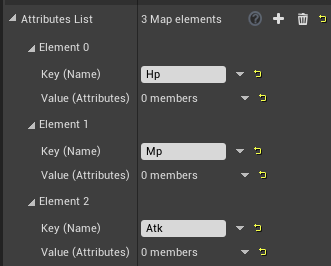 Attributes List 3 Map elements
Element 0
Key (Name) Hp
Value (Attributes) 0 members
Element 1
Key (Name) Mp
Value (Attributes) 0 members
Element 2
Key (Name) Atk
Value (Attributes) 0 members